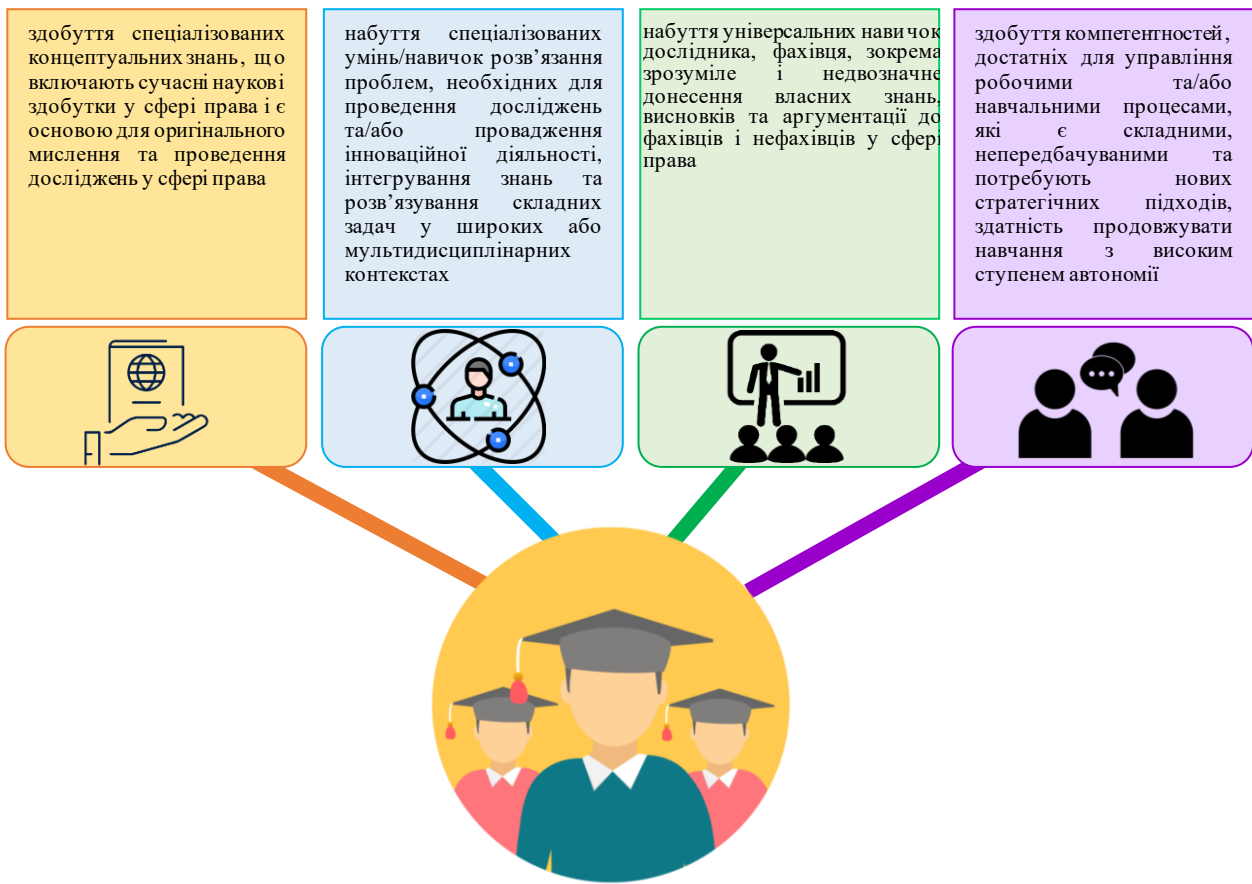 здобуття спеціалізованих
концептуальних знань, що
включають сучасні наукові
здобутки у сфері права і є
основою для оригінального
мислення та проведення
досліджень у сфері права
набуття спеціалізованих
умінь/навичок розв’язання
проблем, необхідних для
проведення досліджень
та/або провадження
інноваційної діяльності,
інтегрування знань та
розв’язування складних
задач у широких або
мультидисциплінарних
контекстах
набуття універсальних навичок
дослідника, фахівця, зокрема
зрозуміле і недвозначне
донесення власних знань,
висновків та аргументації до
фахівців і нефахівців у сфері
права
здобуття компетентностей,
достатніх для управління
робочими та/або
навчальними процесами,
які є складними,
непередбачуваними та
потребують нових
стратегічних підходів,
здатність продовжувати
навчання з високим
ступенем автономії